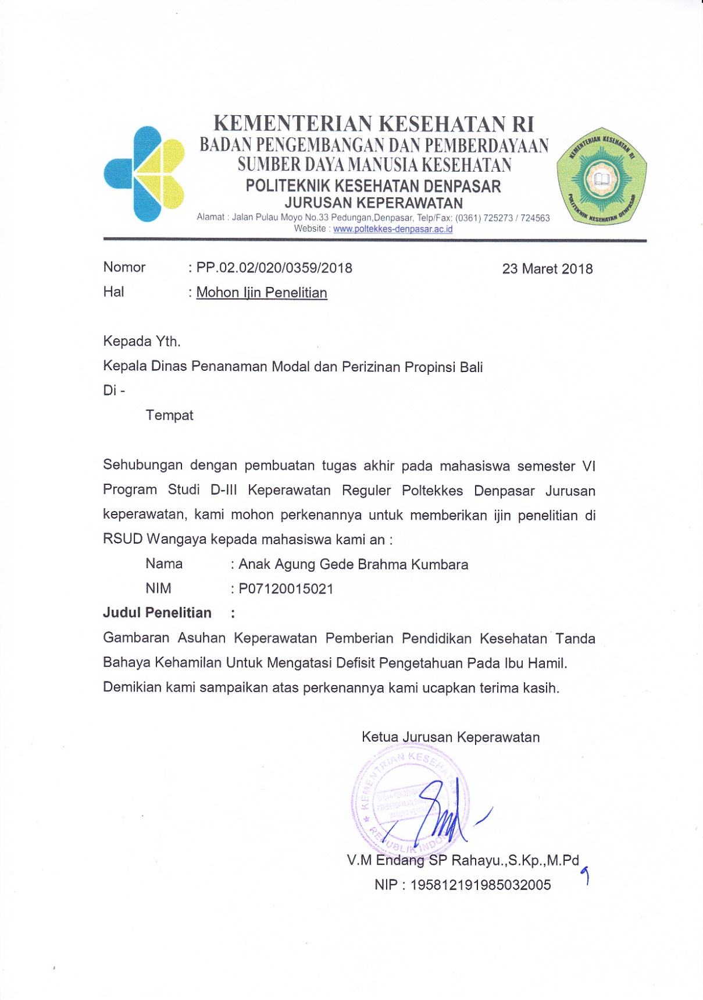 KEMENTERIAN KESEHATAN RI
BADAN PENGEMBANGAN DAN PEMBERDAYAAN
SUMBER DAYA MANUSIA KESEHATAN
POLITEKNIK KESEHATAN DENPASAR
JURUSAN KEPERAWATAN
Alamat : Jalan Pulau Moyo No.33 Pedungan,Denpasar, Telp/Fax: (0361) 725273 / 724563
Website : www.poltekkes-denpasar.ac.id
KEMENTERIAN KESEHATAN RI
POLITEKNIK KESEHATAN DENPASAR
Nomor : PP.02.02/020/0359/2018 23 Maret 2018
Hal : Mohon Ijin Penelitian
Kepada Yth.
Kepala Dinas Penanaman Modal dan Perizinan Propinsi Bali
Di -
Tempat
Sehubungan dengan pembuatan tugas akhir pada mahasiswa semester VI
Program Studi D-III Keperawatan Reguler Poltekkes Denpasar Jurusan
keperawatan, kami mohon perkenannya untuk memberikan ijin penelitian di
RSUD Wangaya kepada mahasiswa kami an :
Nama : Anak Agung Gede Brahma Kumbara
NIM : P07120015021
Judul Penelitian :
Gambaran Asuhan Keperawatan Pemberian Pendidikan Kesehatan Tanda
Bahaya Kehamilan Untuk Mengatasi Defisit Pengetahuan Pada Ibu Hamil.
Demikian kami sampaikan atas perkenannya kami ucapkan terima kasih.
Ketua Jurusan Keperawatan
KEMENTRIAN KESEHATAN
REPUBLIK INDO
V.M Endang SP Rahayu.,S.Kp.,M.Pd
NIP : 195812191985032005